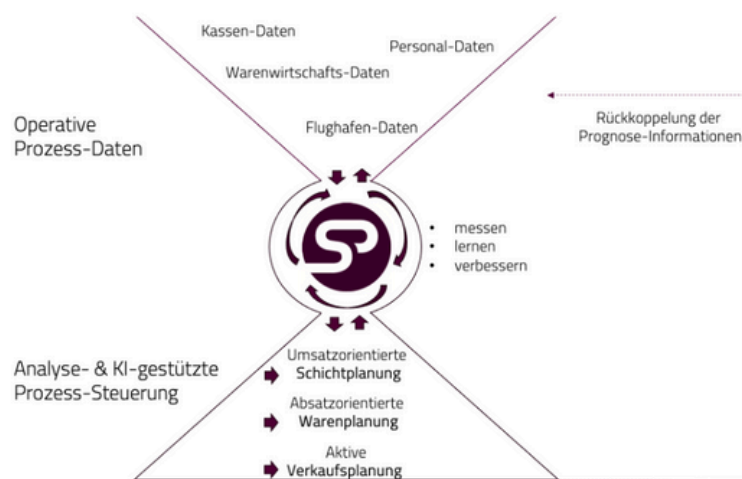 Kassen-Daten
Personal-Daten
Warenwirtschafts-Daten
Flughafen-Daten
Operative
Prozess-Daten
Rückkoppelung der
Prognose-Informationen
SP
• messen
• lernen
• verbessern
Analyse- & KI-gestützte
Prozess-Steuerung
Umsatzorientierte
Schichtplanung
Absatzorientierte
Warenplanung
Aktive
Verkaufsplanung